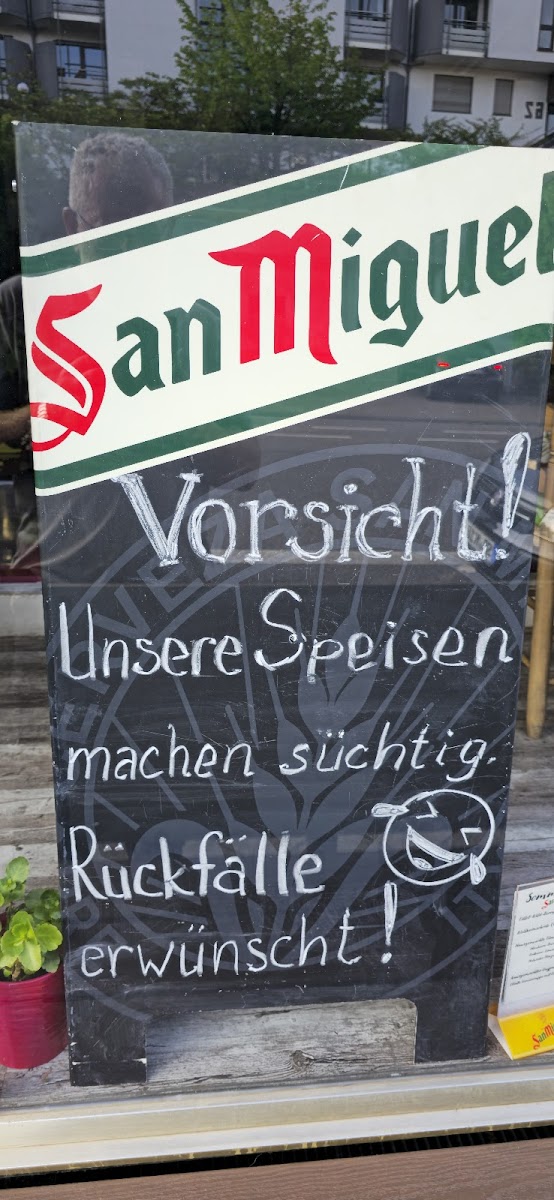 San Miguel
Vorsicht!
Unsere Speisen
machen süchtig.
Rückfälle
erwünscht!